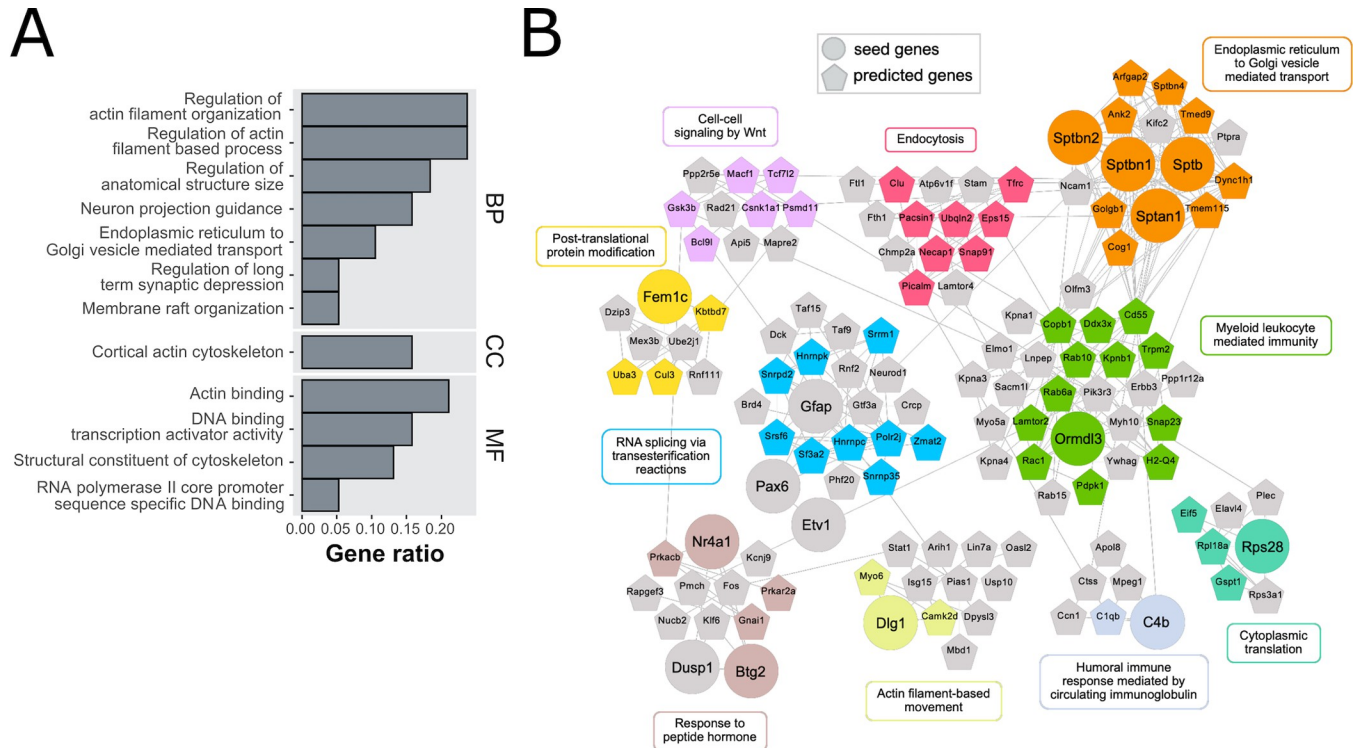 A
Regulation of
actin filament organization
Regulation of actin
filament based process
Regulation of
anatomical structure size
Neuron projection guidance
Endoplasmic reticulum to
Golgi vesicle mediated transport
Regulation of long
term synaptic depression
Membrane raft organization
BP
Cortical actin cytoskeleton
CC
Actin binding
DNA binding
transcription activator activity
Structural constituent of cytoskeleton
RNA polymerase II core promoter
sequence specific DNA binding
MF
0.00 0.05 0.10 0.15 0.20
Gene ratio
B
seed genes
predicted genes
Endoplasmic reticulum
to Golgi vesicle
mediated transport
Arfgap2
Sptbn4
Ank2
Kifc2
Tmed9
Ptpra
Sptbn2
Sptbn1
Sptb
Ncam1
Dync1h1
Golgb1
Sptan1
Tmem115
Cog1
Cell-cell
signaling by Wnt
Ppp2r5e
Macf1
Tcf7l2
Gsk3b
Rad21
Csnk1a1
Psmd11
Bcl9l
Api5
Mapre2
Endocytosis
Ftl1
Clu
Atp6v1f
Stam
Tfrc
Fth1
Pacsin1
Ubqln2
Eps15
Chmp2a
Necap1
Snap91
Picalm
Lamtor4
Post-translational
protein modification
Fem1c
Dzip3
Kbtbd7
Mex3b
Ube2j1
Uba3
Cul3
Rnf111
Taf15
Dck
Taf9
Srrm1
Hnrnpk
Snrpd2
Rnf2
Neurod1
Gfap
Brd4
Gtf3a
Crcp
Srsf6
Hnrnpc
Polr2j
Zmat2
Sf3a2
Snrnp35
Phf20
Pax6
Etv1
RNA splicing via
transesterification
reactions
Olfm3
Kpna1
Copb1
Ddx3x
Cd55
Myeloid leukocyte
mediated immunity
Elmo1
Lnpep
Rab10
Kpnb1
Trpm2
Kpna3
Sacm1l
Rab6a
Pik3r3
Erbb3
Ppp1r12a
Myo5a
Lamtor2
Ormdl3
Myh10
Snap23
Kpna4
Rac1
Ywhag
H2-Q4
Rab15
Pdpk1
Nr4a1
Prkacb
Kcnj9
Rapgef3
Pmch
Fos
Prkar2a
Nucb2
Klf6
Gnai1
Dusp1
Btg2
Response to
peptide hormone
Stat1
Arih1
Lin7a
Oasl2
Myo6
Isg15
Pias1
Usp10
Dlg1
Camk2d
Dpysl3
Mbd1
Actin filament-based
movement
Apol8
Ctss
Mpeg1
Ccn1
C1qb
C4b
Humoral immune
response mediated by
circulating immunoglobulin
Plec
Eif5
Elavl4
Rpl18a
Rps28
Gspt1
Rps3a1
Cytoplasmic
translation